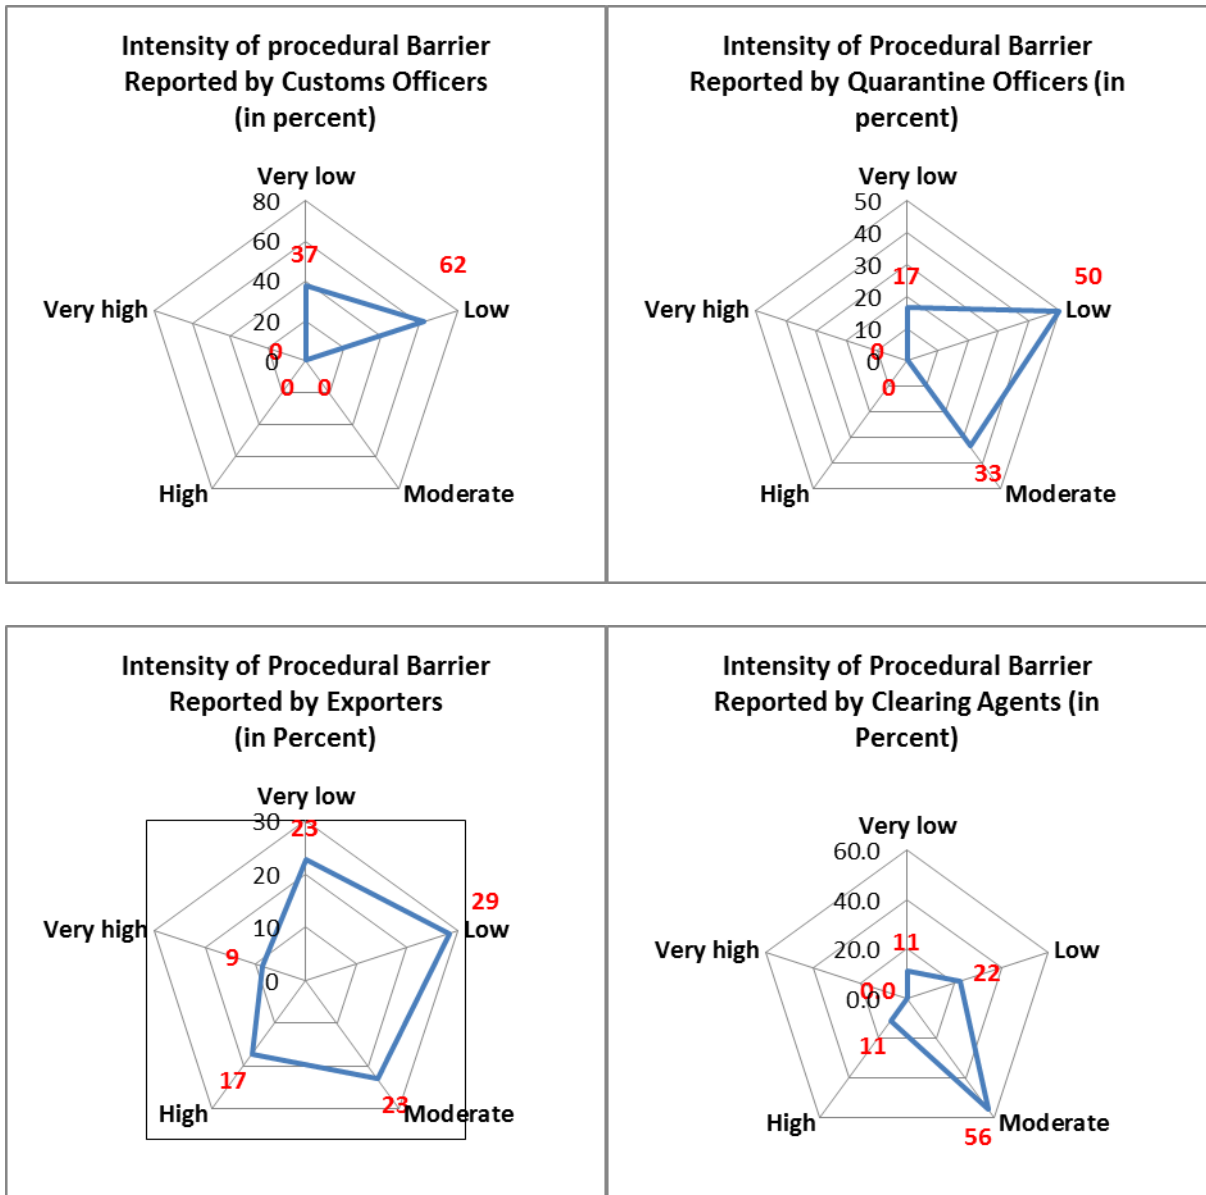 Intensity of procedural Barrier
Reported by Customs Officers
(in percent)
Very low
80
60
37
62
40
Very high
Low
20
0
0
0
0
High
Moderate
Intensity of Procedural Barrier
Reported by Quarantine Officers (in
percent)
Very low
50
40
30
17
50
20
Very high
Low
10
0
0
0
33
High
Moderate
Intensity of Procedural Barrier
Reported by Exporters
(in Percent)
Very low
30
23
20
29
Very high
Low
10
9
0
17
23
High
Moderate
Intensity of Procedural Barrier
Reported by Clearing Agents (in
Percent)
Very low
60.0
40.0
20.0
11
Very high
Low
22
0.0
0.0
11
High
Moderate
56